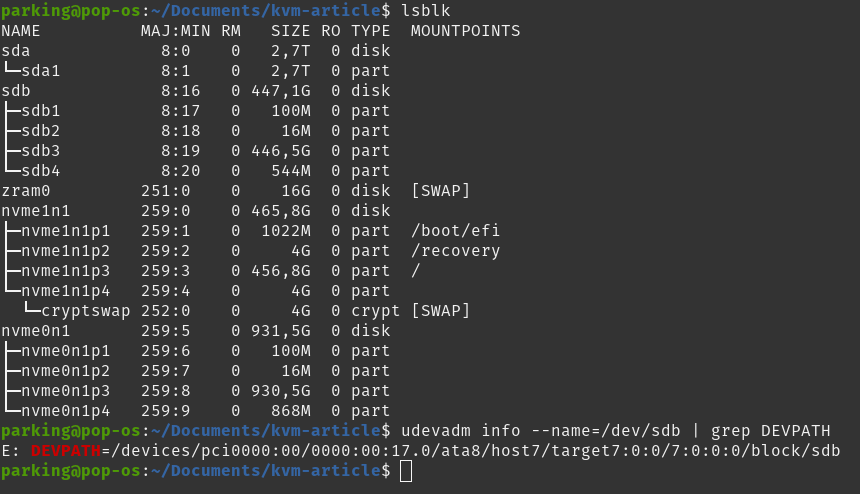 parking@pop-os:~/Documents/kvm-article$ lsblk
NAME          MAJ:MIN RM   SIZE RO TYPE  MOUNTPOINTS
sda             8:0    0   2,7T  0 disk
└─sda1          8:1    0   2,7T  0 part
sdb             8:16   0 447,1G  0 disk
├─sdb1          8:17   0   100M  0 part
├─sdb2          8:18   0    16M  0 part
├─sdb3          8:19   0 446,5G  0 part
└─sdb4          8:20   0   544M  0 part
zram0         251:0    0    16G  0 disk  [SWAP]
nvme1n1       259:0    0 465,8G  0 disk
├─nvme1n1p1   259:1    0  1022M  0 part  /boot/efi
├─nvme1n1p2   259:2    0     4G  0 part  /recovery
├─nvme1n1p3   259:3    0 456,8G  0 part  /
└─nvme1n1p4   259:4    0     4G  0 part
  └─cryptswap 252:0    0     4G  0 crypt [SWAP]
nvme0n1       259:5    0 931,5G  0 disk
├─nvme0n1p1   259:6    0   100M  0 part
├─nvme0n1p2   259:7    0    16M  0 part
├─nvme0n1p3   259:8    0 930,5G  0 part
└─nvme0n1p4   259:9    0   868M  0 part
parking@pop-os:~/Documents/kvm-article$ udevadm info --name=/dev/sdb | grep DEVPATH
E: DEVPATH=/devices/pci0000:00/0000:00:17.0/ata8/host7/target7:0:0/7:0:0:0/block/sdb
parking@pop-os:~/Documents/kvm-article$